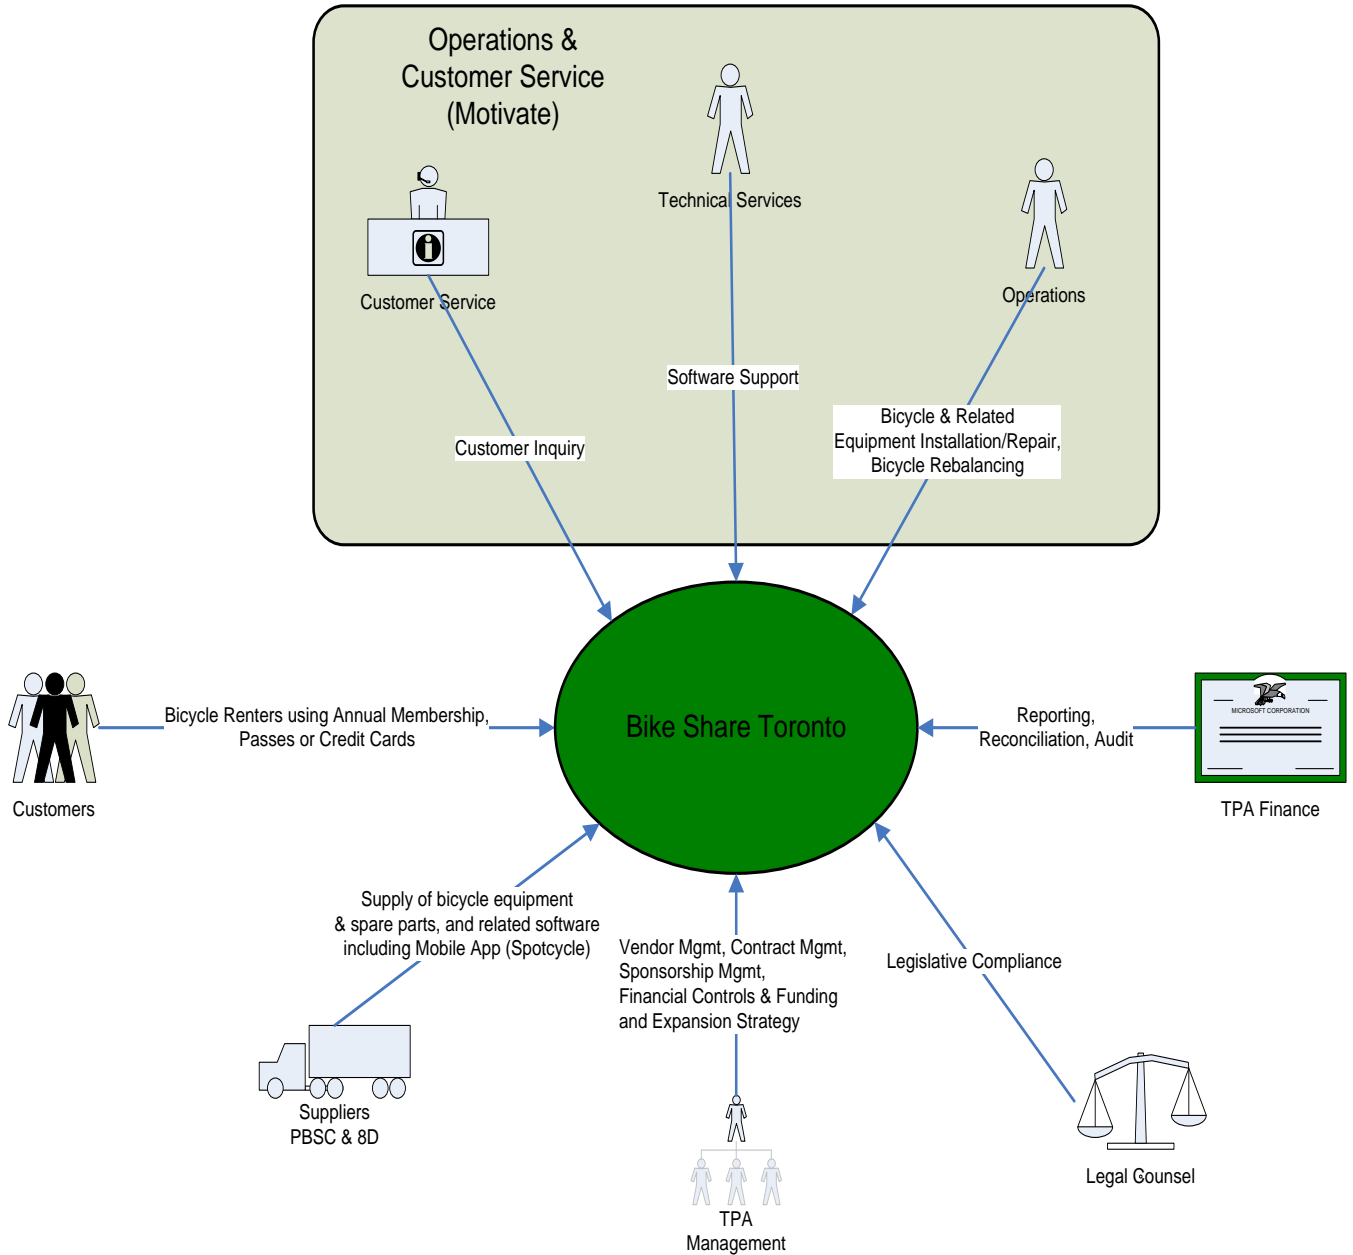 Operations &
Customer Service
(Motivate)
Technical Services
Customer Service
Operations
Software Support
Bicycle & Related
Equipment Installation/Repair,
Bicycle Rebalancing
Customer Inquiry
Bike Share Toronto
Bicycle Renters using Annual Membership,
Passes or Credit Cards
Customers
Reporting,
Reconciliation, Audit
MICROSOFT CORPORATION
TPA Finance
Supply of bicycle equipment
& spare parts, and related software
including Mobile App (Spotcycle)
Suppliers
PBSC & 8D
Vendor Mgmt, Contract Mgmt,
Sponsorship Mgmt,
Financial Controls & Funding
and Expansion Strategy
TPA
Management
Legislative Compliance
Legal Counsel